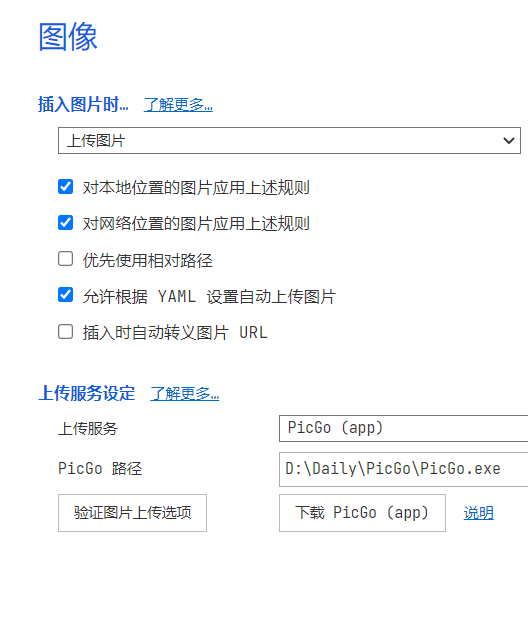 图像
插入图片时... 了解更多...
上传图片
对本地位置的图片应用上述规则
对网络位置的图片应用上述规则
优先使用相对路径
允许根据 YAML 设置自动上传图片
插入时自动转义图片 URL
上传服务设定 了解更多...
上传服务 PicGo (app)
PicGo 路径 D:\Daily\PicGo\PicGo.exe
验证图片上传选项 下载 PicGo (app) 说明